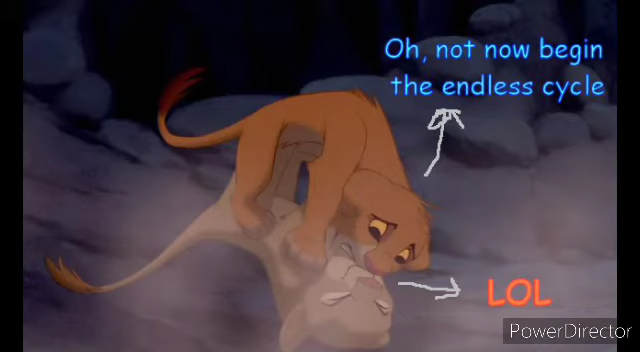 Oh, not now begin
the endless cycle
LOL
PowerDirector